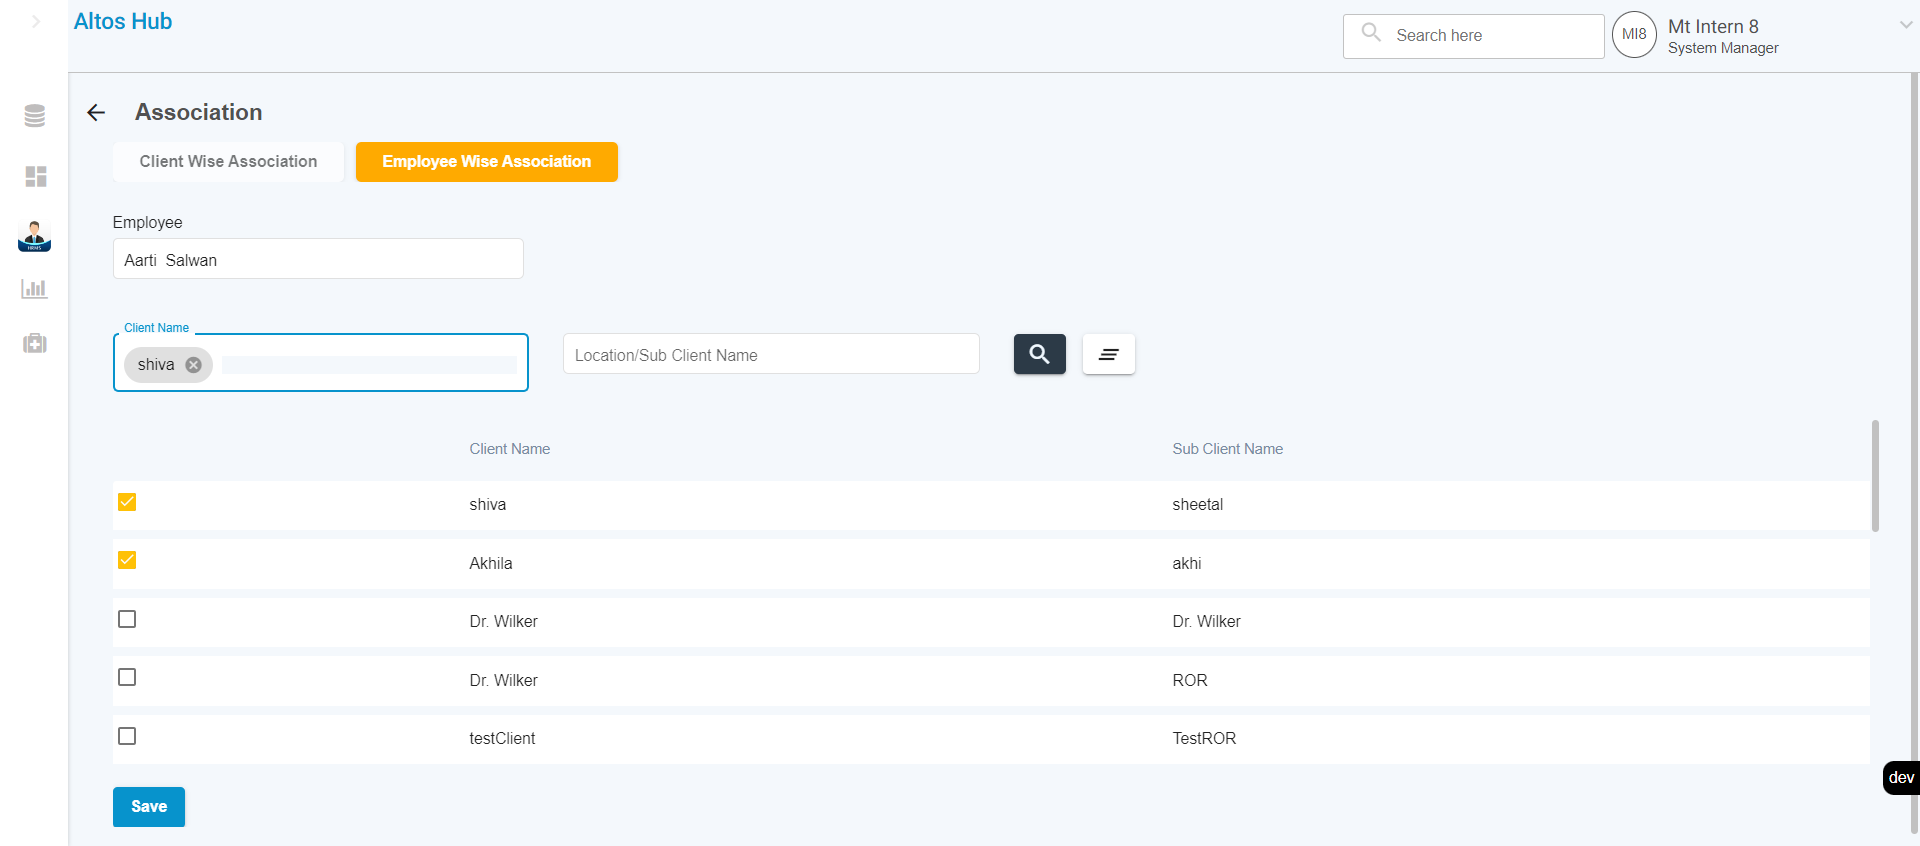 Altos Hub
Search here
MI8
Mt Intern 8
System Manager
HRMS
Association
Client Wise Association
Employee Wise Association
Employee
Aarti  Salwan
Client Name
shiva
Location/Sub Client Name
Client Name
Sub Client Name
shiva
sheetal
Akhila
akhi
Dr. Wilker
Dr. Wilker
Dr. Wilker
ROR
testClient
TestROR
dev
Save